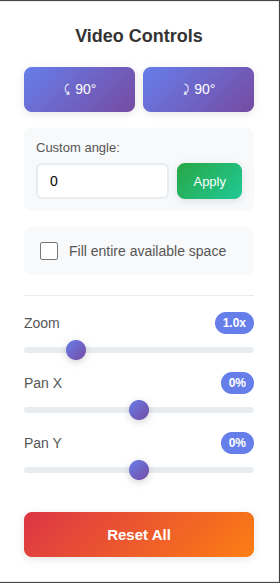 Video Controls
⤹ 90° ⤸ 90°
Custom angle:
0 Apply
Fill entire available space
Zoom 1.0x
Pan X 0%
Pan Y 0%
Reset All